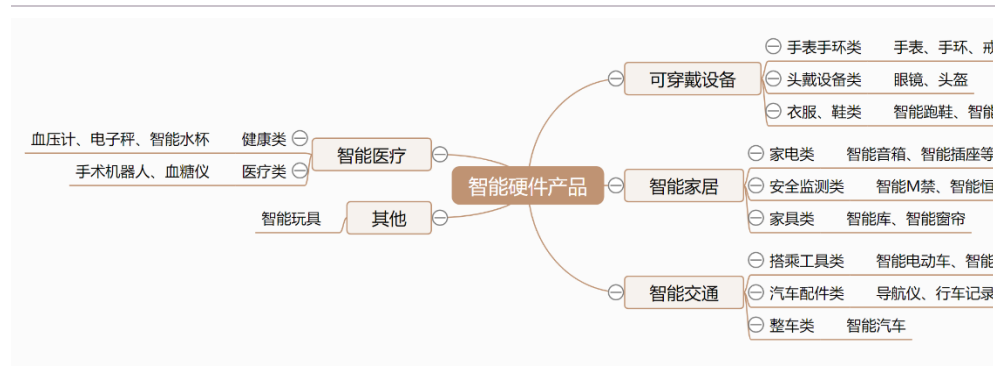 智能硬件产品
可穿戴设备
手表手环类 手表、手环、
头戴设备类 眼镜、头盔
衣服、鞋类 智能跑鞋、智能
智能家居
家电类 智能音箱、智能插座等
安全监测类 智能M禁、智能恒
家具类 智能库、智能窗帘
智能交通
搭乘工具类 智能电动车、智能
汽车配件类 导航仪、行车记录
整车类 智能汽车
智能医疗
血压计、电子秤、智能水杯 健康类
手术机器人、血糖仪 医疗类
其他
智能玩具